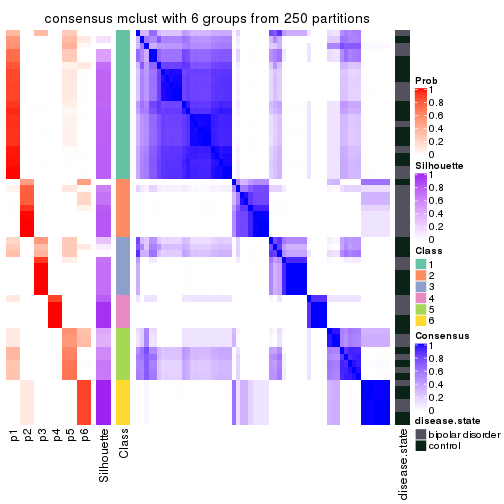 consensus mclust with 6 groups from 250 partitions
Prob
1
0.8
0.6
0.4
0.2
0
Silhouette
1
0.8
0.6
0.4
0.2
0
Class
1
2
3
4
5
6
Consensus
1
0.8
0.6
0.4
0.2
0
disease.state
bipolar disorder
control
p1
p2
p3
p4
p5
p6
Silhouette
Class
disease.state